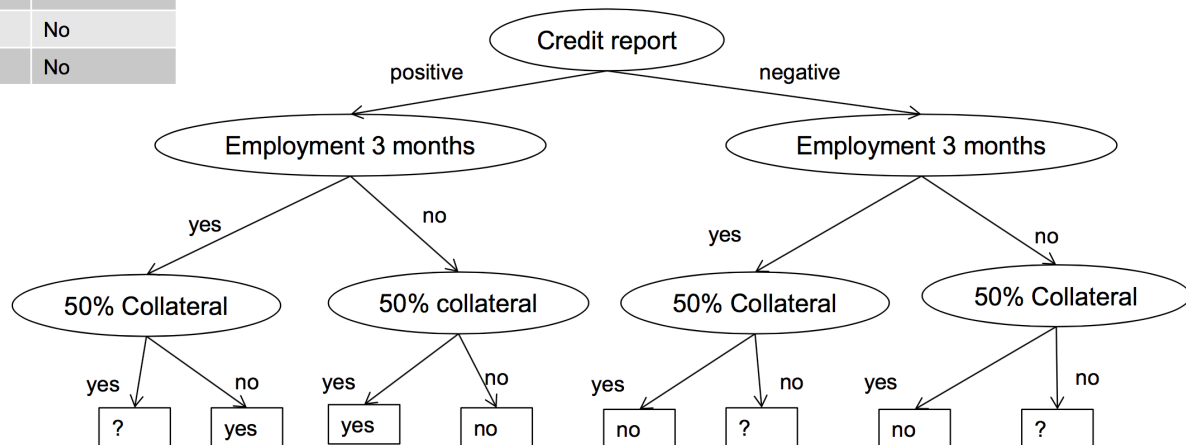 No
No
Credit report
positive negative
Employment 3 months Employment 3 months
yes no yes no
50% Collateral 50% collateral 50% Collateral 50% Collateral
yes no yes no yes no yes no
? yes yes no no ? no ?